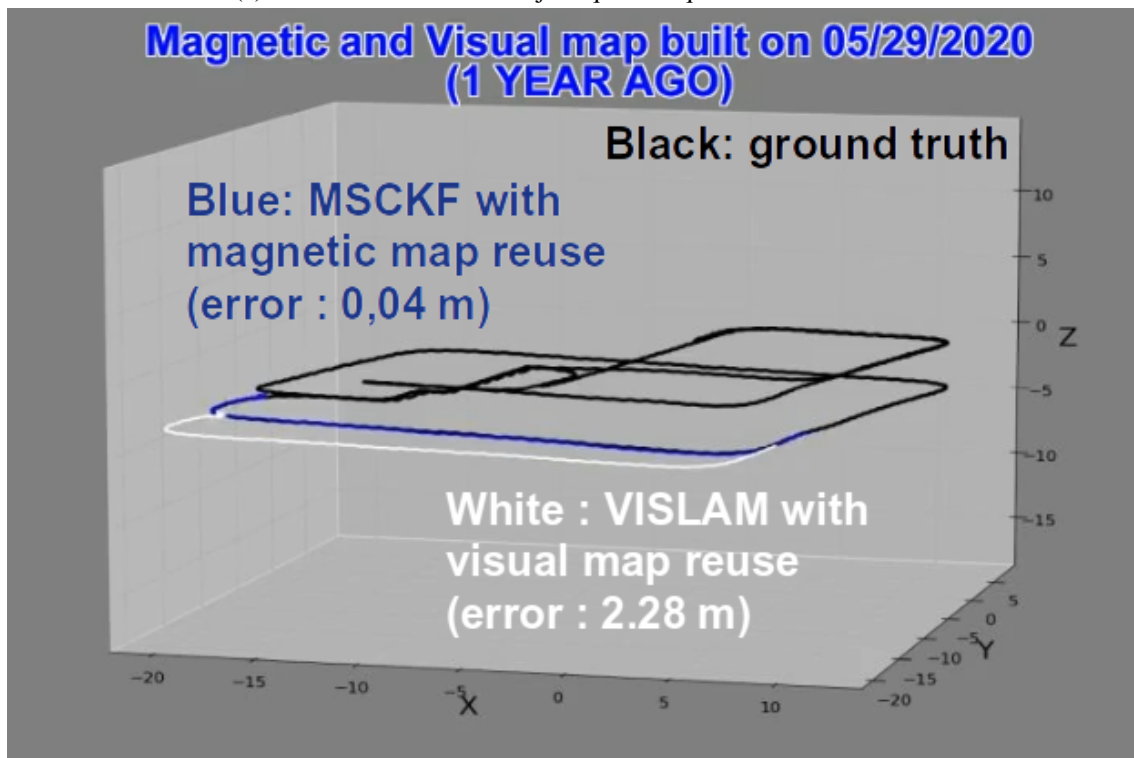 Magnetic and Visual map built on 05/29/2020
(1 YEAR AGO)
Black: ground truth
Blue: MSCKF with
magnetic map reuse
(error : 0,04 m)
10
5
0
Z
−5
−10
−15
White : VISLAM with
visual map reuse
(error : 2.28 m)
5
0
−5
Y
−10
−15
−20
−20
−15
−10
−5
X
0
5
10